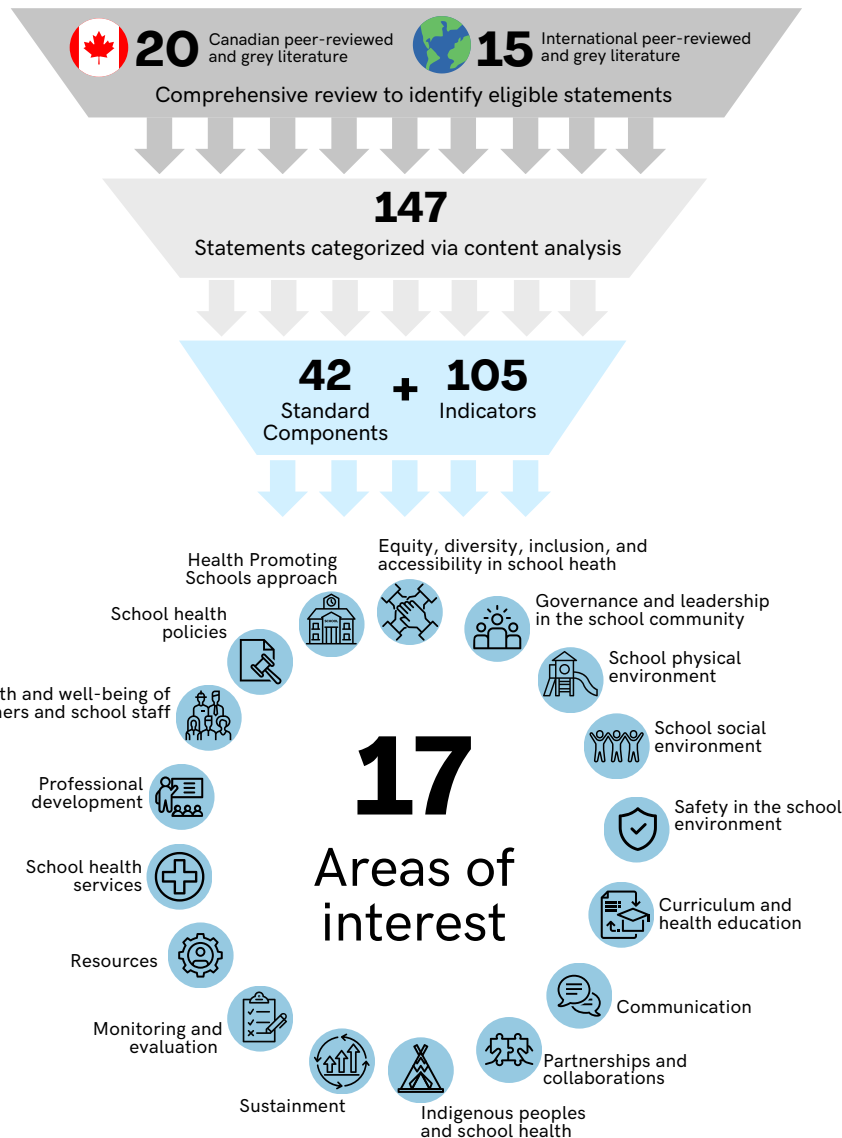 20 Canadian peer-reviewed
and grey literature
15 International peer-reviewed
and grey literature
Comprehensive review to identify eligible statements
147
Statements categorized via content analysis
42
Standard
Components
+
105
Indicators
Equity, diversity, inclusion, and
accessibility in school heath
Governance and leadership
in the school community
School physical
environment
School social
environment
Safety in the school
environment
Curriculum and
health education
Communication
Partnerships and
collaborations
Indigenous peoples
and school health
Sustainment
Monitoring and
evaluation
Resources
School health
services
Professional
development
and well-being of
and school staff
School health
policies
Health Promoting
Schools approach
SCHOOL
17
Areas of
interest